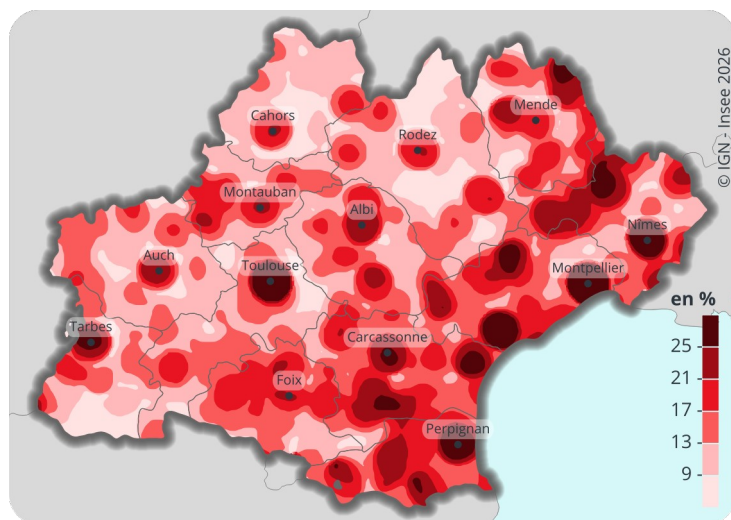 © IGN - Insee 2026
Mende
Cahors
Rodez
Montauban
Albi
Nîmes
Auch
Toulouse
Montpellier
en %
Tarbes
Carcassonne
25
21
Foix
17
Perpignan
13
9